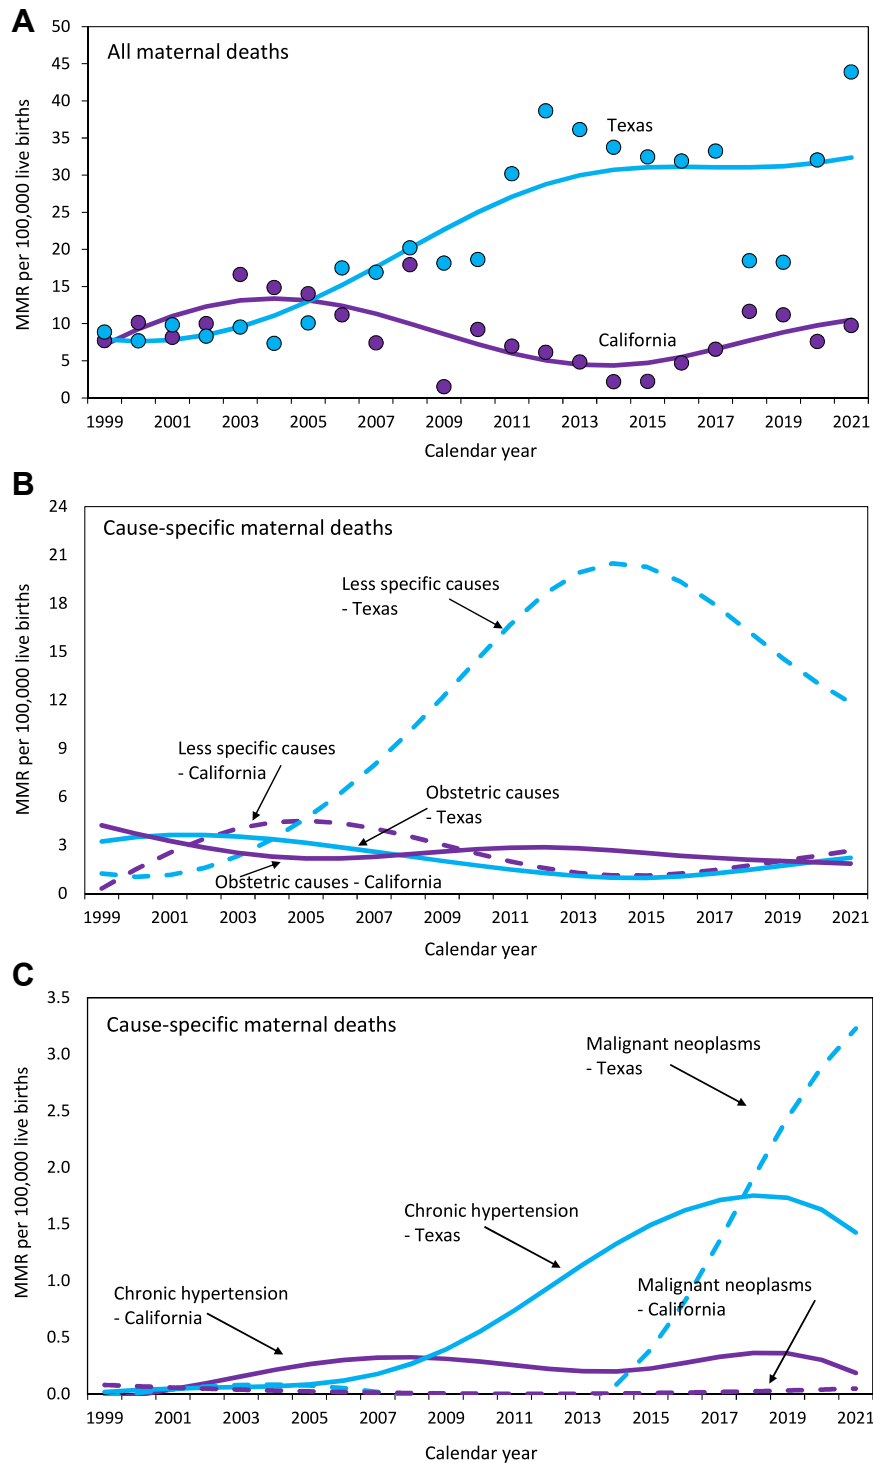 A
All maternal deaths
MMR per 100,000 live births
50
45
40
35
30
25
20
15
10
5
0
Texas
California
1999 2001 2003 2005 2007 2009 2011 2013 2015 2017 2019 2021
Calendar year
B
Cause-specific maternal deaths
MMR per 100,000 live births
24
21
18
15
12
9
6
3
0
Less specific causes
- Texas
Less specific causes
- California
Obstetric causes
- Texas
Obstetric causes - California
1999 2001 2003 2005 2007 2009 2011 2013 2015 2017 2019 2021
Calendar year
C
Cause-specific maternal deaths
MMR per 100,000 live births
3.5
3.0
2.5
2.0
1.5
1.0
0.5
0.0
Malignant neoplasms
- Texas
Chronic hypertension
- Texas
Chronic hypertension
- California
Malignant neoplasms
- California
1999 2001 2003 2005 2007 2009 2011 2013 2015 2017 2019 2021
Calendar year